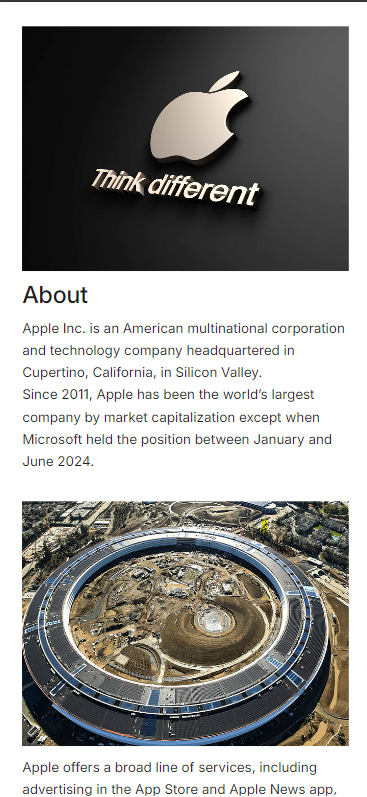 Think different
About
Apple Inc. is an American multinational corporation
and technology company headquartered in
Cupertino, California, in Silicon Valley.
Since 2011, Apple has been the world’s largest
company by market capitalization except when
Microsoft held the position between January and
June 2024.
Apple offers a broad line of services, including
advertising in the App Store and Apple News app,